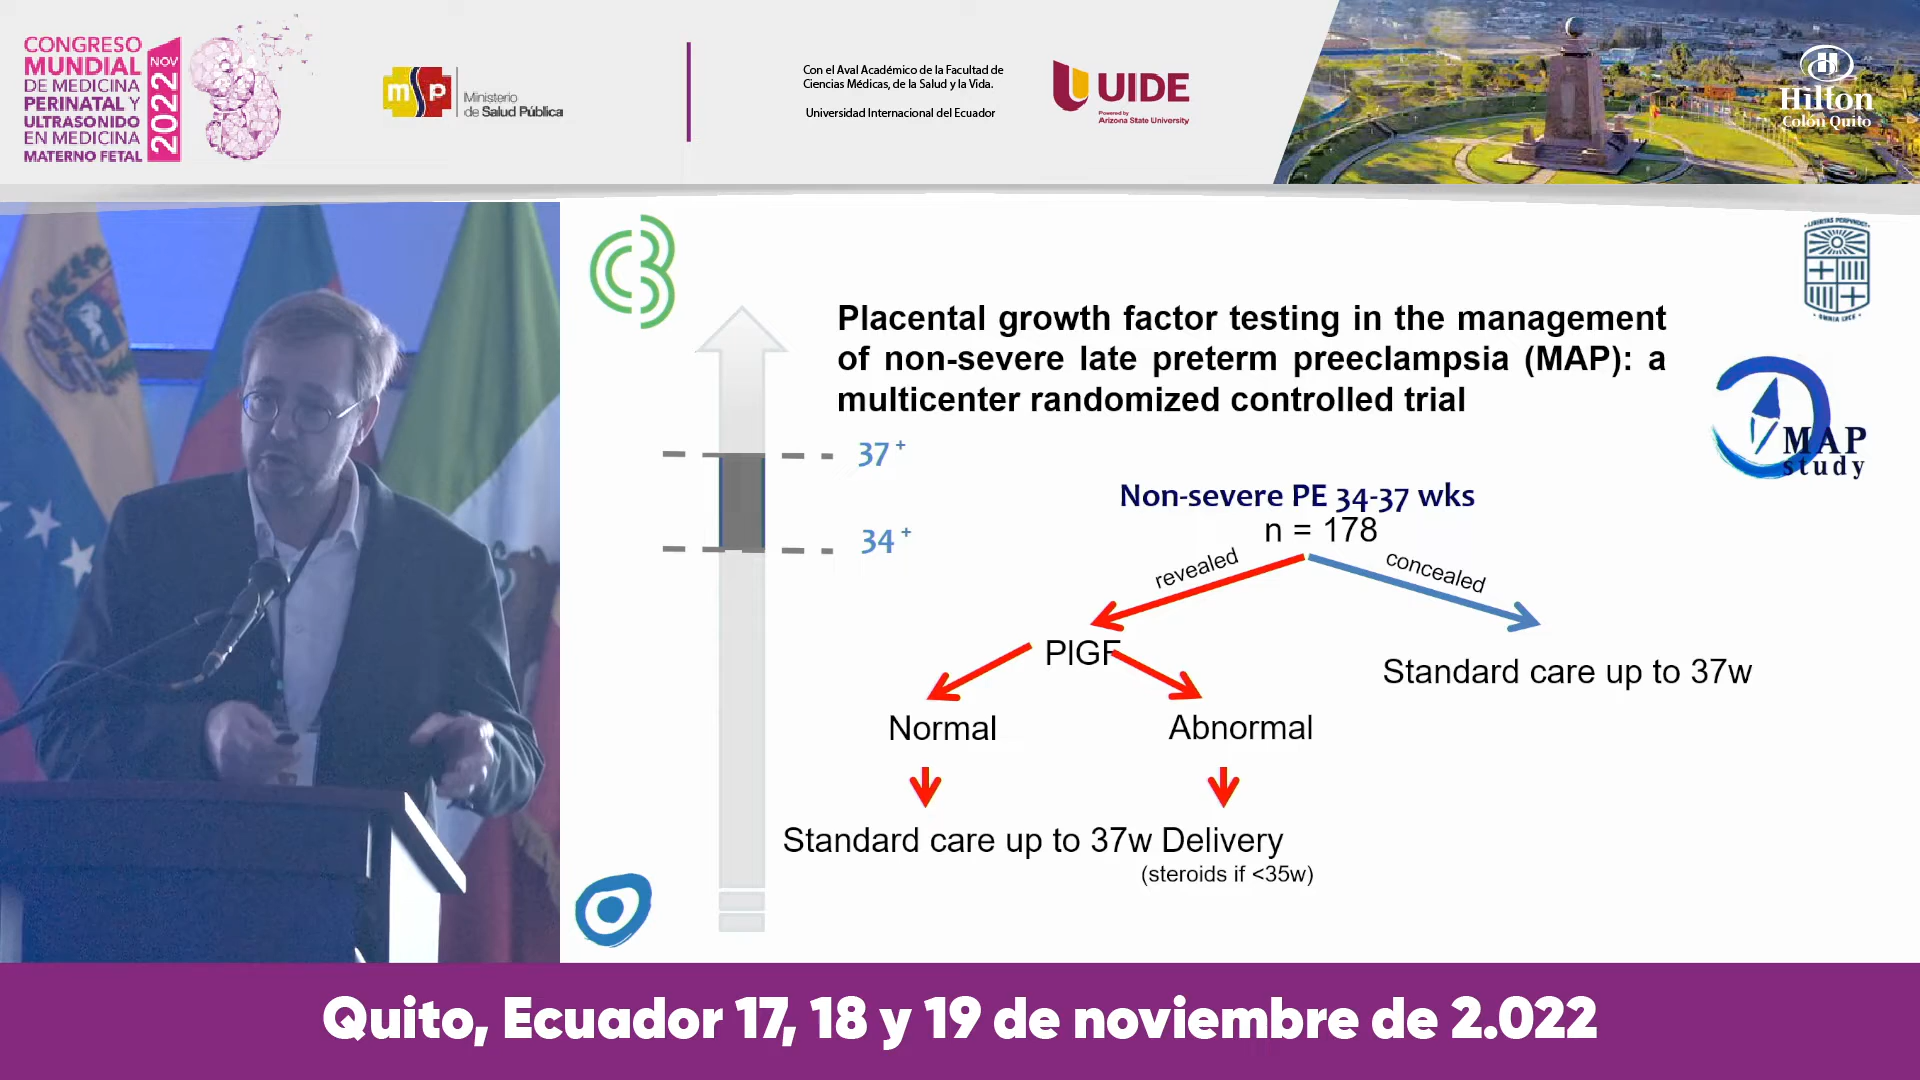 CONGRESO
MUNDIAL
DE MEDICINA
PERINATAL Y
ULTRASONIDO
EN MEDICINA
MATERNO FETAL
NOV
2022
msp
Ministerio
de Salud Pública
Con el Aval Académico de la Facultad de
Ciencias Médicas, de la Salud y la Vida.
Universidad Internacional del Ecuador
UIDE
Powered by
Arizona State University
Hilton
Colón Quito
Placental growth factor testing in the management
of non-severe late preterm preeclampsia (MAP): a
multicenter randomized controlled trial
MAP
study
37 +
34 +
Non-severe PE 34-37 wks
n = 178
revealed
concealed
PlGF
Standard care up to 37w
Normal
Abnormal
Standard care up to 37w
Delivery
(steroids if <35w)
Quito, Ecuador 17, 18 y 19 de noviembre de 2.022